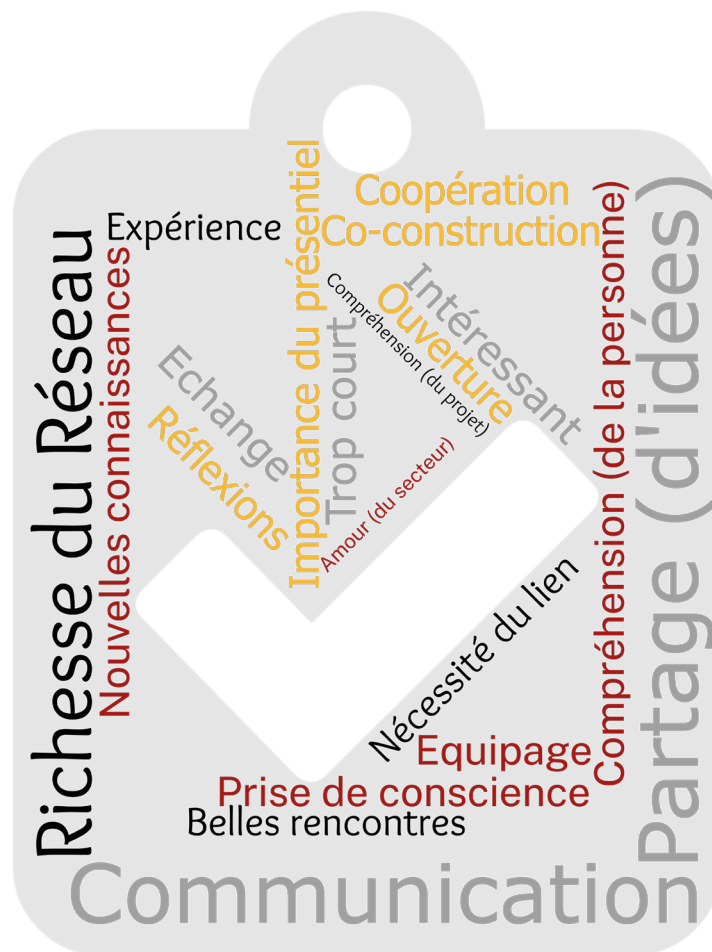 Coopération
Co-construction
Expérience
Importance du présentiel
Richesse du Réseau
Nouvelles connaissances
Compréhension (du projet)
Ouverture
Intéressant
Echange
Réflexions
Trop court
Amour (du secteur)
Compréhension (de la personne)
Partage (d'idées)
Nécessité du lien
Equipage
Prise de conscience
Belles rencontres
Communication